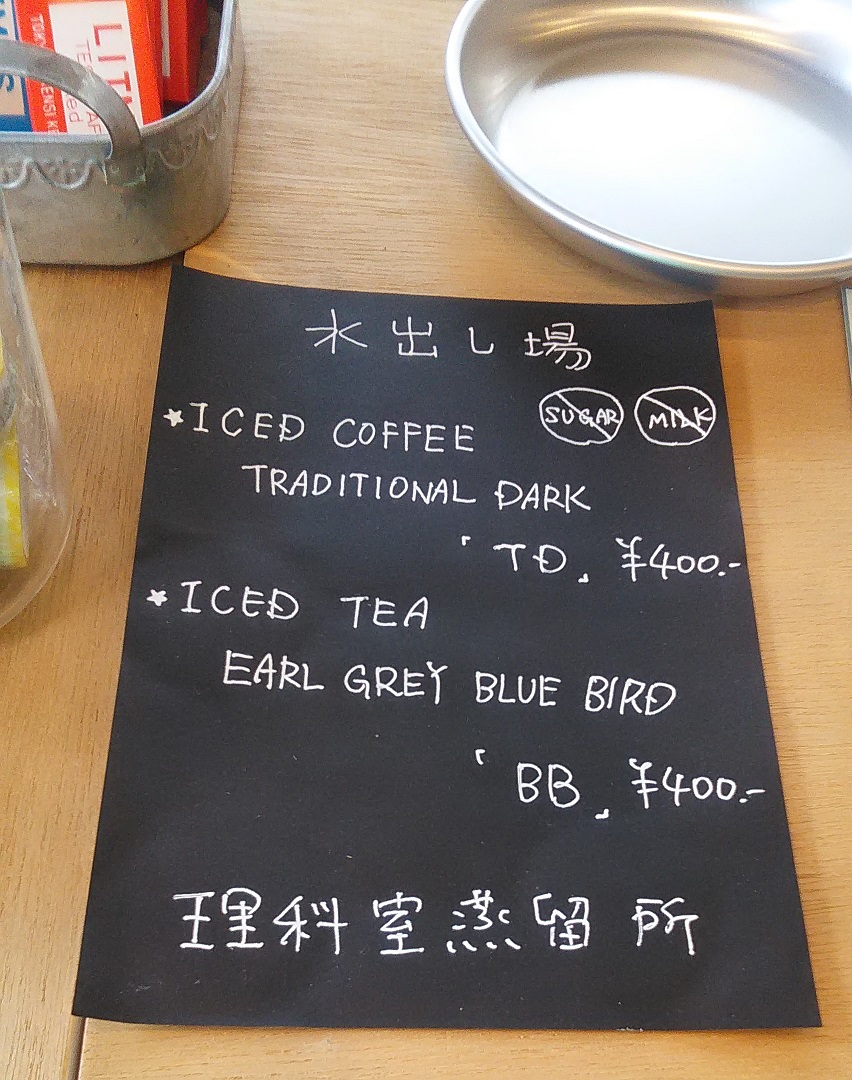 水出し場
★ICED COFFEE
SUGAR MILK
TRADITIONAL DARK
「TD」 ¥400.-
★ICED TEA
EARL GREY BLUE BIRD
「BB」 ¥400.-
理科室蒸留所